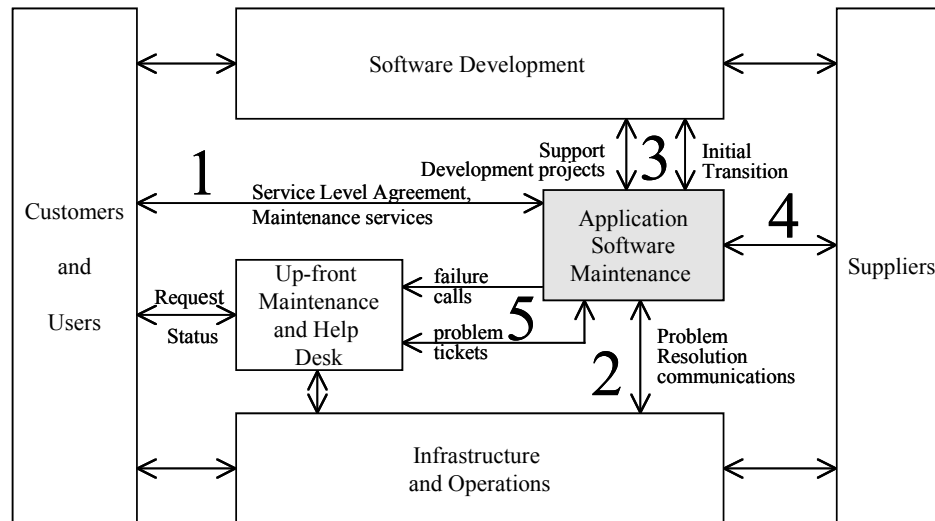 Software Development
Support
Development projects
3
Initial
Transition
1
Service Level Agreement,
Maintenance services
Customers
and
Users
Application
Software
Maintenance
4
Suppliers
Up-front
Maintenance
and Help
Desk
Request
Status
failure
calls
5
problem
tickets
2
Problem
Resolution
communications
Infrastructure
and Operations